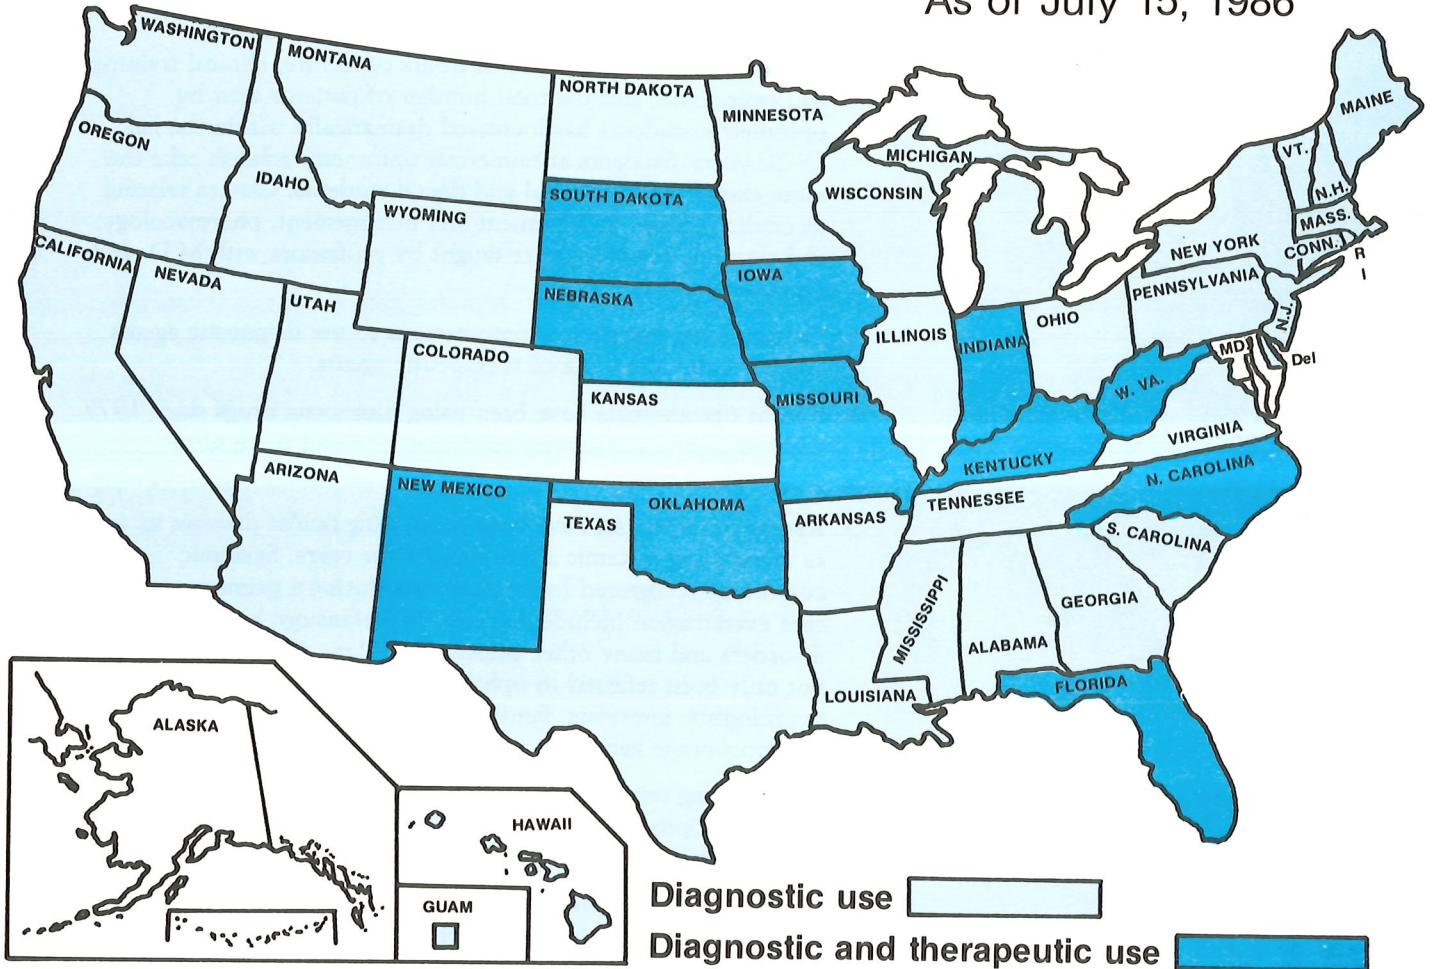 As of July 15, 1986
WASHINGTON
MONTANA
NORTH DAKOTA
MINNESOTA
MAINE
OREGON
IDAHO
WYOMING
SOUTH DAKOTA
WISCONSIN
MICHIGAN
VT.
N.H.
MASS.
CONN.
R
I
NEW YORK
CALIFORNIA
NEVADA
UTAH
NEBRASKA
IOWA
PENNSYLVANIA
N.J.
COLORADO
KANSAS
MISSOURI
ILLINOIS
INDIANA
OHIO
MD.
Del
W. VA.
VIRGINIA
KENTUCKY
ARIZONA
NEW MEXICO
OKLAHOMA
TEXAS
ARKANSAS
TENNESSEE
N. CAROLINA
S. CAROLINA
MISSISSIPPI
ALABAMA
GEORGIA
LOUISIANA
FLORIDA
ALASKA
HAWAII
GUAM
Diagnostic use
Diagnostic and therapeutic use